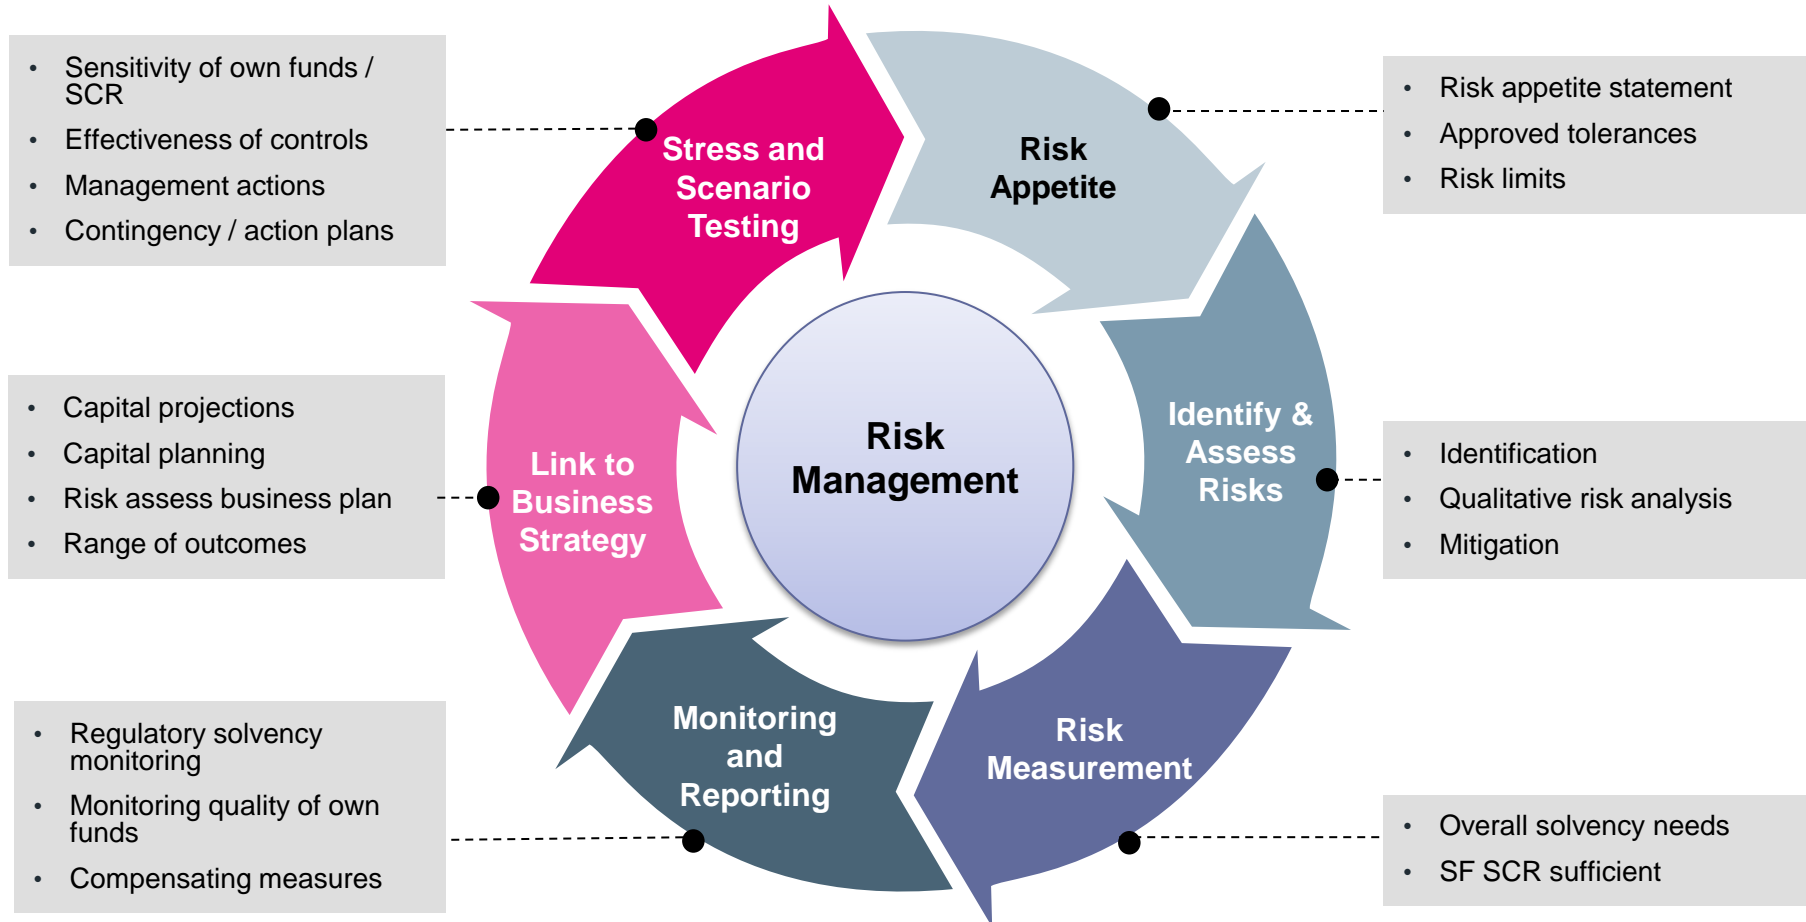 • Sensitivity of own funds /
SCR
• Effectiveness of controls
• Management actions
• Contingency / action plans
Stress and
Scenario
Testing
Risk
Appetite
• Risk appetite statement
• Approved tolerances
• Risk limits
• Capital projections
• Capital planning
• Risk assess business plan
• Range of outcomes
Link to
Business
Strategy
Risk
Management
Identify &
Assess
Risks
• Identification
• Qualitative risk analysis
• Mitigation
• Regulatory solvency
monitoring
• Monitoring quality of own
funds
• Compensating measures
Monitoring
and
Reporting
Risk
Measurement
• Overall solvency needs
• SF SCR sufficient